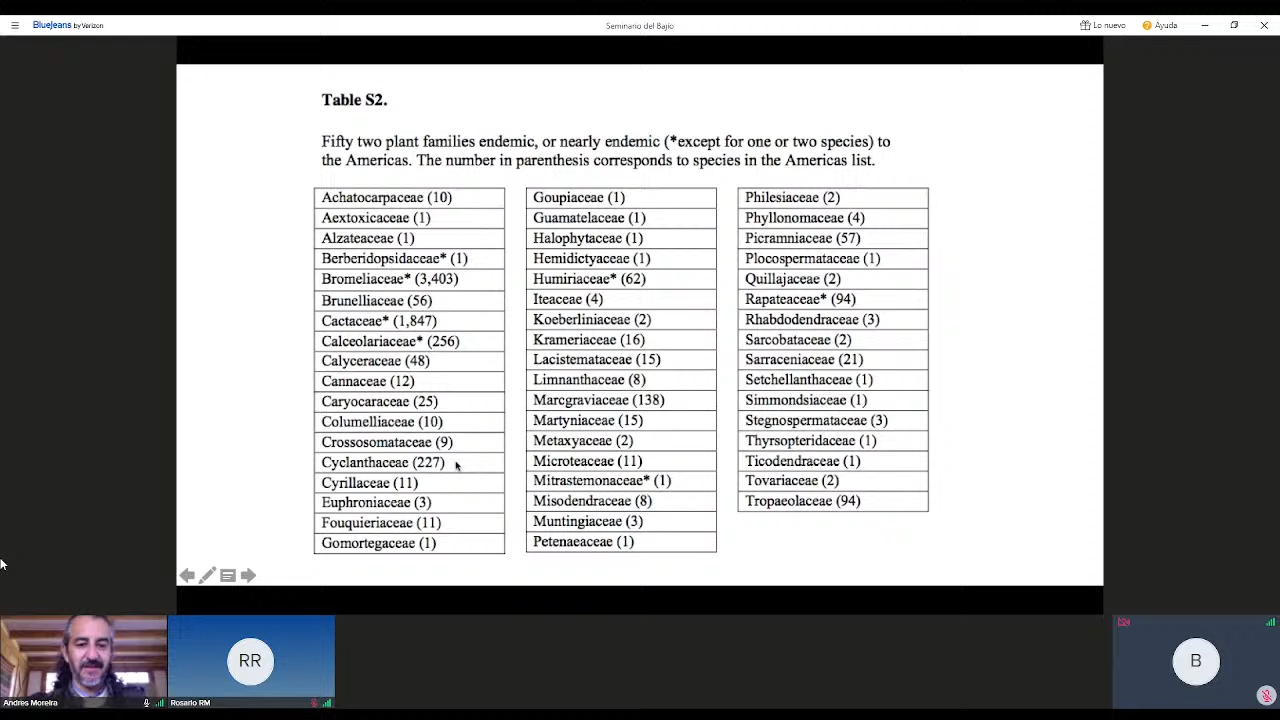 BlueJeans by Verizon
Seminario del Bajío
Lo nuevo
Ayuda
Table S2.
Fifty two plant families endemic, or nearly endemic (*except for one or two species) to
the Americas. The number in parenthesis corresponds to species in the Americas list.
Achatocarpaceae (10)
Aextoxicaceae (1)
Alzateaceae (1)
Berberidopsidaceae* (1)
Bromeliaceae* (3,403)
Brunelliaceae (56)
Cactaceae* (1,847)
Calceolariaceae* (256)
Calyceraceae (48)
Cannaceae (12)
Caryocaraceae (25)
Columelliaceae (10)
Crossosomataceae (9)
Cyclanthaceae (227)
Cyrillaceae (11)
Euphroniaceae (3)
Fouquieriaceae (11)
Gomortegaceae (1)
Goupiaceae (1)
Guamatelaceae (1)
Halophytaceae (1)
Hemidictyaceae (1)
Humiriaceae* (62)
Iteaceae (4)
Koeberliniaceae (2)
Krameriaceae (16)
Lacistemataceae (15)
Limnanthaceae (8)
Marcgraviaceae (138)
Martyniaceae (15)
Metaxyaceae (2)
Microteaceae (11)
Mitrastemonaceae* (1)
Misodendraceae (8)
Muntingiaceae (3)
Petenaeaceae (1)
Philesiaceae (2)
Phyllonomaceae (4)
Picramniaceae (57)
Plocospermataceae (1)
Quillajaceae (2)
Rapateaceae* (94)
Rhabdodendraceae (3)
Sarcobataceae (2)
Sarraceniaceae (21)
Setchellanthaceae (1)
Simmondsiaceae (1)
Stegnospermataceae (3)
Thyrsopteridaceae (1)
Ticodendraceae (1)
Tovariaceae (2)
Tropaeolaceae (94)
RR
B
Andres Moreira
Rosario RM